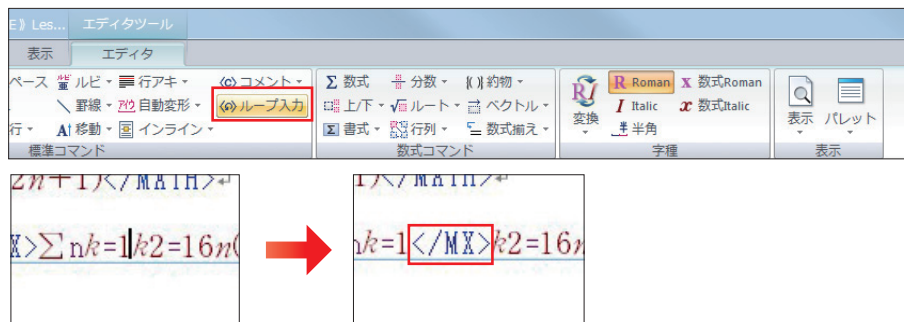 E》Les... エディタツール
表示 エディタ
ペース ルビ 行アキ 〈c〉コメント Σ 数式 分数 約物 R Roman X 数式Roman
罫線 自動変形 〈o〉ループ入力 上/下 ルート ベクトル 変換 I Italic x 数式Italic 表示 パレット
行 A 移動 インライン Σ 書式 行列 数式揃え 半角
標準コマンド 数式コマンド 字種 表示
2n+1)</MATH>↵
X>∑nk=1k2=16n(
1)</MATH>↵
nk=1</MX>k2=16n